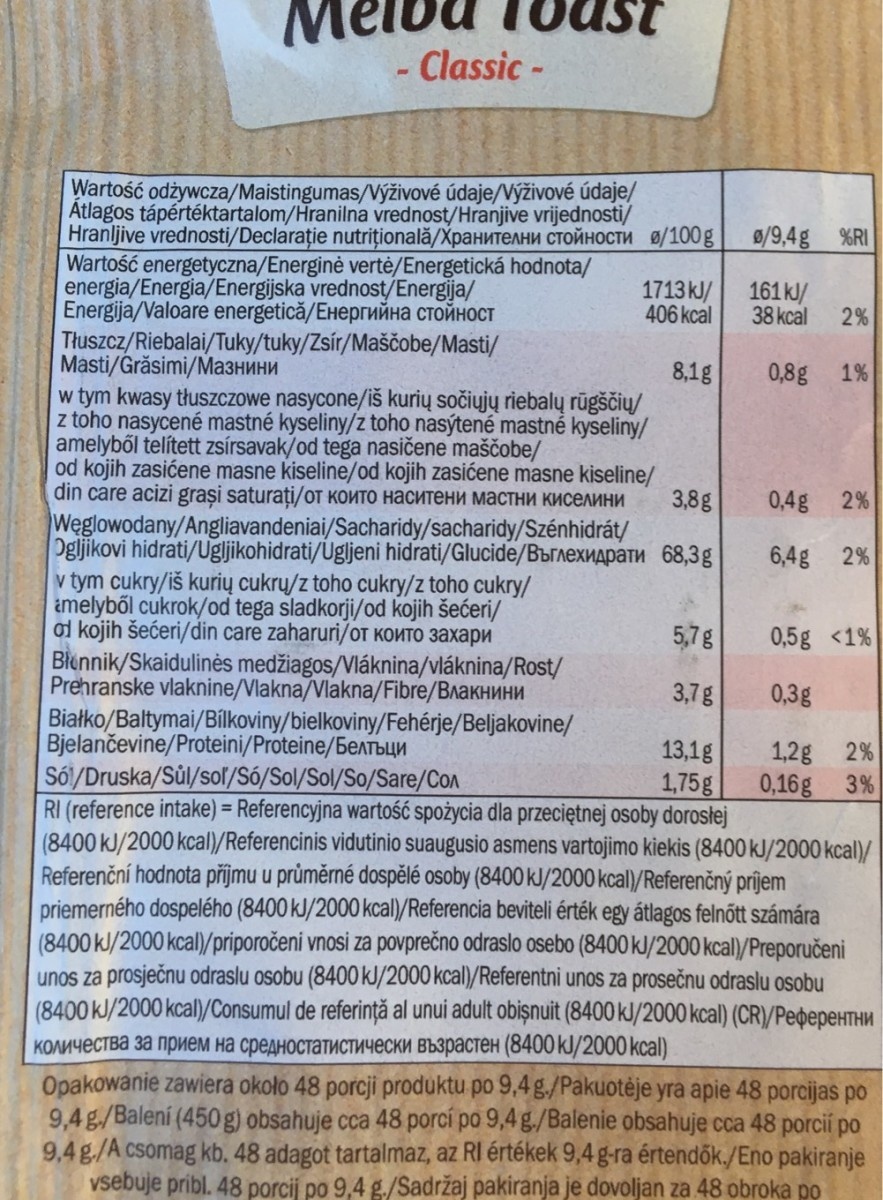 Melba Toast
- Classic -
Wartość odżywcza/Maistingumas/Výživové údaje/Výživové údaje/
Átlagos tápértéktartalom/Hranilna vrednost/Hranjive vrijednosti/
Hranljive vrednosti/Declarație nutrițională/Хранителни стойности ø/100g ø/9,4g %RI
Wartość energetyczna/Energinė vertė/Energetická hodnota/
energia/Energia/Energijska vrednost/Energija/ 1713 kJ/ 161 kJ/
Energija/Valoare energetică/Енергийна стойност 406 kcal 38 kcal 2%
Tłuszcz/Riebalai/Tuky/tuky/Zsír/Maščobe/Masti/
Masti/Grăsimi/Мазнини 8,1g 0,8g 1%
w tym kwasy tłuszczowe nasycone/iš kurių sočiųjų riebalų rūgščių/
z toho nasycené mastné kyseliny/z toho nasýtené mastné kyseliny/
amelyből telített zsírsavak/od tega nasičene maščobe/
od kojih zasićene masne kiseline/od kojih zasićene masne kiseline/
din care acizi grași saturați/от които наситени мастни киселини 3,8g 0,4g 2%
Węglowodany/Angliavandeniai/Sacharidy/sacharidy/Szénhidrát/
Ogljikovi hidrati/Ugljikohidrati/Ugljeni hidrati/Glucide/Въглехидрати 68,3g 6,4g 2%
w tym cukry/iš kurių cukrų/z toho cukry/z toho cukry/
amelyből cukrok/od tega sladkorji/od kojih šećeri/
od kojih šećeri/din care zaharuri/от които захари 5,7g 0,5g <1%
Błonnik/Skaidulinės medžiagos/Vláknina/vláknina/Rost/
Prehranske vlaknine/Vlakna/Vlakna/Fibre/Влакнини 3,7g 0,3g
Białko/Baltymai/Bílkoviny/bielkoviny/Fehérje/Beljakovine/
Bjelančevine/Proteini/Proteine/Белтъци 13,1g 1,2g 2%
Sól/Druska/Sůl/soľ/Só/Sol/Sol/So/Sare/Сол 1,75g 0,16g 3%
RI (reference intake) = Referencyjna wartość spożycia dla przeciętnej osoby dorosłej
(8400 kJ/2000 kcal)/Referencinis vidutinio suaugusio asmens vartojimo kiekis (8400 kJ/2000 kcal)/
Referenční hodnota příjmu u průměrné dospělé osoby (8400 kJ/2000 kcal)/Referenčný príjem
priemerného dospelého (8400 kJ/2000 kcal)/Referencia beviteli érték egy átlagos felnőtt számára
(8400 kJ/2000 kcal)/priporočeni vnosi za povprečno odraslo osebo (8400 kJ/2000 kcal)/Preporučeni
unos za prosječnu odraslu osobu (8400 kJ/2000 kcal)/Referentni unos za prosečnu odraslu osobu
(8400 kJ/2000 kcal)/Consumul de referință al unui adult obișnuit (8400 kJ/2000 kcal) (CR)/Референтни
количества за прием на средностатистически възрастен (8400 kJ/2000 kcal)
Opakowanie zawiera około 48 porcji produktu po 9,4 g./Pakuotėje yra apie 48 porcijas po
9,4 g./Balení (450 g) obsahuje cca 48 porcí po 9,4 g./Balenie obsahuje cca 48 porcií po
9,4 g./A csomag kb. 48 adagot tartalmaz, az RI értékek 9,4 g-ra értendők./Eno pakiranje
vsebuje pribl. 48 porcij po 9,4 g./Sadržaj pakiranja je dovoljan za 48 obroka po